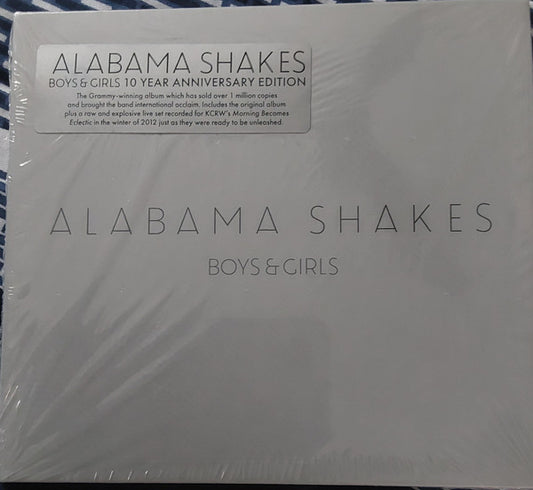 ALABAMA SHAKES
BOYS & GIRLS 10 YEAR ANNIVERSARY EDITION
The Grammy-winning album which has sold over 1 million copies
and brought the band international acclaim. Includes the original album
plus a raw and explosive live set recorded for KCRW's Morning Becomes
Eclectic in the winter of 2012 just as they were ready to be unleashed.
ALABAMA SHAKES
BOYS & GIRLS